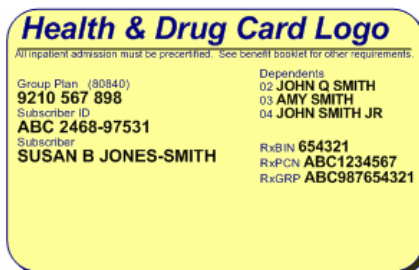 Health & Drug Card Logo
All inpatient admission must be precertified. See benefit booklet for other requirements.
Group Plan (80840)
9210 567 898
Subscriber ID
ABC 2468-97531
Subscriber
SUSAN B JONES-SMITH
Dependents
02 JOHN Q SMITH
03 AMY SMITH
04 JOHN SMITH JR
RxBIN 654321
RxPCN ABC1234567
RxGRP ABC987654321